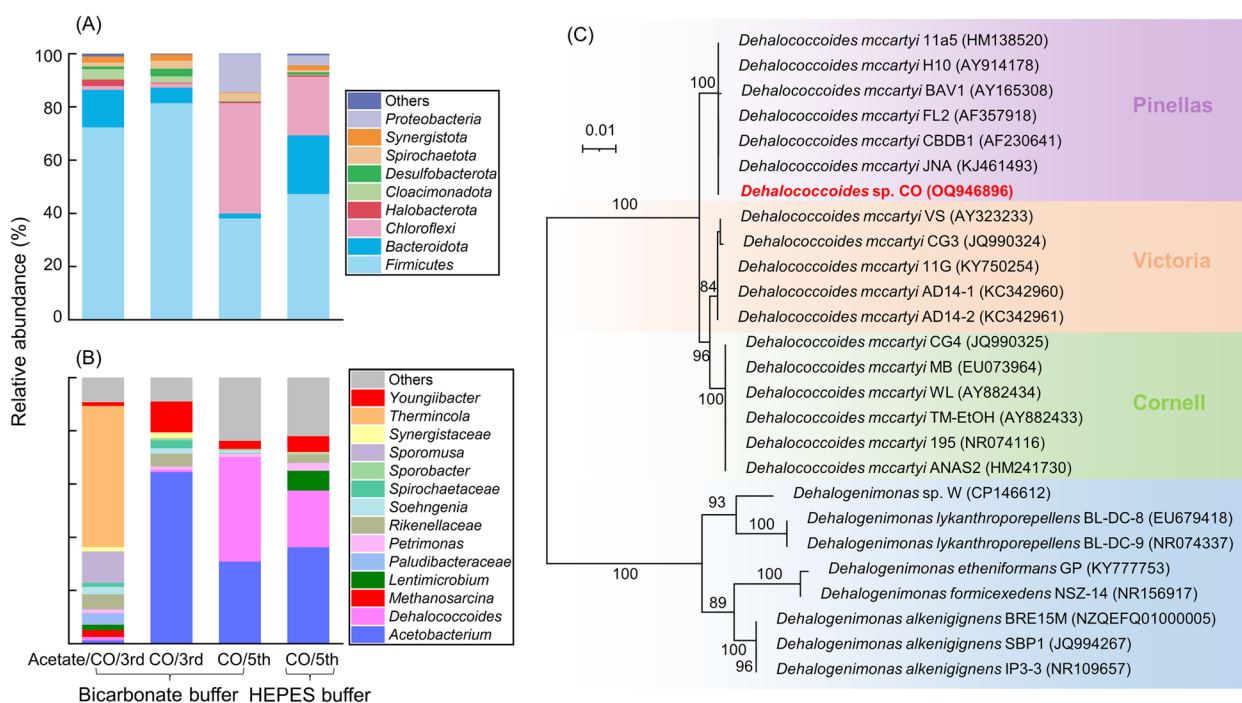 (A)
Relative abundance (%)
100
80
60
40
20
0
Others
Proteobacteria
Synergistota
Spirochaetota
Desulfobacterota
Cloacimonadota
Halobacterota
Chloroflexi
Bacteroidota
Firmicutes
(B)
Others
Youngiibacter
Thermincola
Synergistaceae
Sporomusa
Sporobacter
Spirochaetaceae
Soehngenia
Rikenellaceae
Petrimonas
Paludibacteraceae
Lentimicrobium
Methanosarcina
Dehalococcoides
Acetobacterium
Acetate/CO/3rd CO/3rd CO/5th CO/5th
Bicarbonate buffer HEPES buffer
(C)
0.01
Dehalococcoides mccartyi 11a5 (HM138520)
Dehalococcoides mccartyi H10 (AY914178)
100
Dehalococcoides mccartyi BAV1 (AY165308)
Pinellas
Dehalococcoides mccartyi FL2 (AF357918)
Dehalococcoides mccartyi CBDB1 (AF230641)
Dehalococcoides mccartyi JNA (KJ461493)
Dehalococcoides sp. CO (OQ946896)
100
Dehalococcoides mccartyi VS (AY323233)
Dehalococcoides mccartyi CG3 (JQ990324)
Dehalococcoides mccartyi 11G (KY750254)
Victoria
84
Dehalococcoides mccartyi AD14-1 (KC342960)
Dehalococcoides mccartyi AD14-2 (KC342961)
Dehalococcoides mccartyi CG4 (JQ990325)
96
Dehalococcoides mccartyi MB (EU073964)
Dehalococcoides mccartyi WL (AY882434)
100
Cornell
Dehalococcoides mccartyi TM-EtOH (AY882433)
Dehalococcoides mccartyi 195 (NR074116)
Dehalococcoides mccartyi ANAS2 (HM241730)
Dehalogenimonas sp. W (CP146612)
93
Dehalogenimonas lykanthroporepellens BL-DC-8 (EU679418)
100
Dehalogenimonas lykanthroporepellens BL-DC-9 (NR074337)
100
Dehalogenimonas etheniformans GP (KY777753)
100
Dehalogenimonas formicexedens NSZ-14 (NR156917)
89
Dehalogenimonas alkenigignens BRE15M (NZQEFQ01000005)
Dehalogenimonas alkenigignens SBP1 (JQ994267)
100
96
Dehalogenimonas alkenigignens IP3-3 (NR109657)